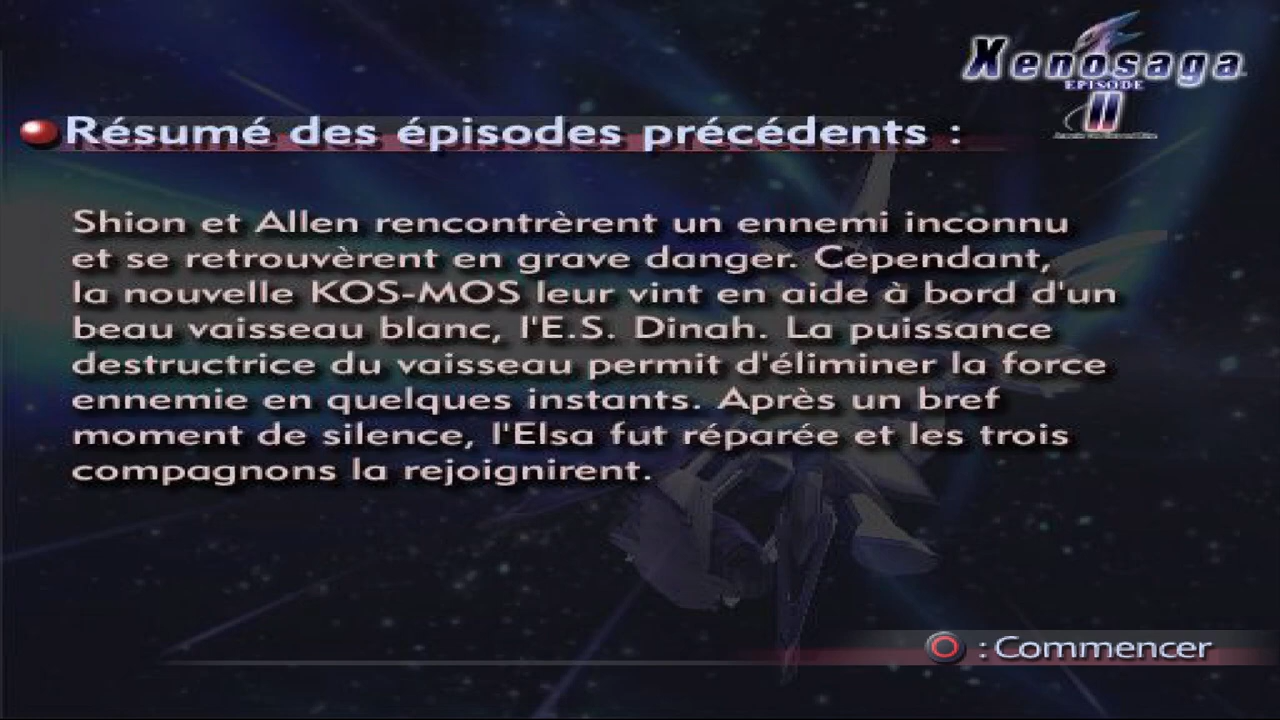 Xenosaga
EPISODE
II
Résumé des épisodes précédents :
Shion et Allen rencontrèrent un ennemi inconnu
et se retrouvèrent en grave danger. Cependant,
la nouvelle KOS-MOS leur vint en aide à bord d'un
beau vaisseau blanc, l'E.S. Dinah. La puissance
destructrice du vaisseau permit d'éliminer la force
ennemie en quelques instants. Après un bref
moment de silence, l'Elsa fut réparée et les trois
compagnons la rejoignirent.
: Commencer